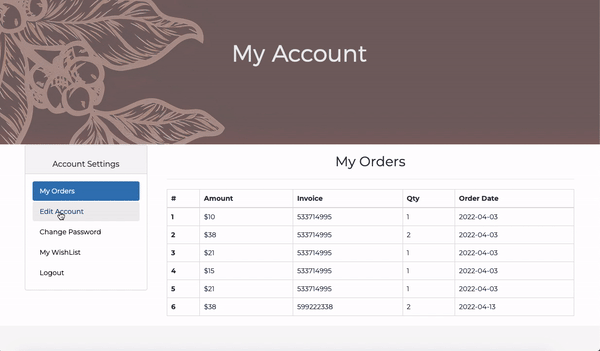 My Account
Account Settings
My Orders
Edit Account
Change Password
My WishList
Logout
My Orders
# Amount Invoice Qty Order Date
1 $10 533714995 1 2022-04-03
2 $38 533714995 2 2022-04-03
3 $21 533714995 1 2022-04-03
4 $15 533714995 1 2022-04-03
5 $21 533714995 1 2022-04-03
6 $38 599222338 2 2022-04-13